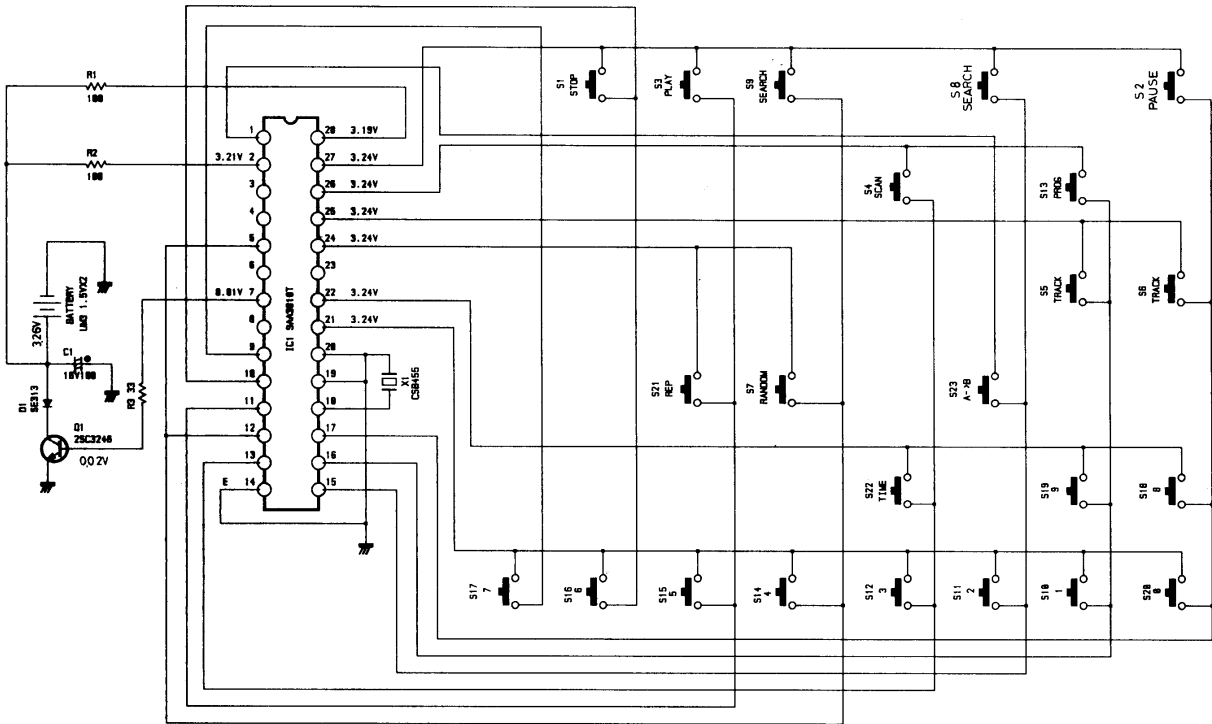 R1
100
R2
100
3.21V
BATTERY
UM3 1.5VX2
3.26V
C1
10V100
D1
SE313
Q1
2SC3246
0.02V
R3 33
0.01V
E
1
2
3
4
5
6
7
8
9
10
11
12
13
14
IC1 SAA3010T
28 3.19V
27 3.24V
26 3.24V
25 3.24V
24 3.24V
23
22 3.24V
21 3.24V
20
19
18
17
16
15
X1
CSB455
S1
STOP
S3
PLAY
S9
SEARCH
S8
SEARCH
S2
PAUSE
S4
SCAN
S13
PROG
S5
TRACK
S6
TRACK
S21
REP
S7
RANDOM
S23
A->B
S22
TIME
S19
9
S18
8
S17
7
S16
6
S15
5
S14
4
S12
3
S11
2
S10
1
S20
0